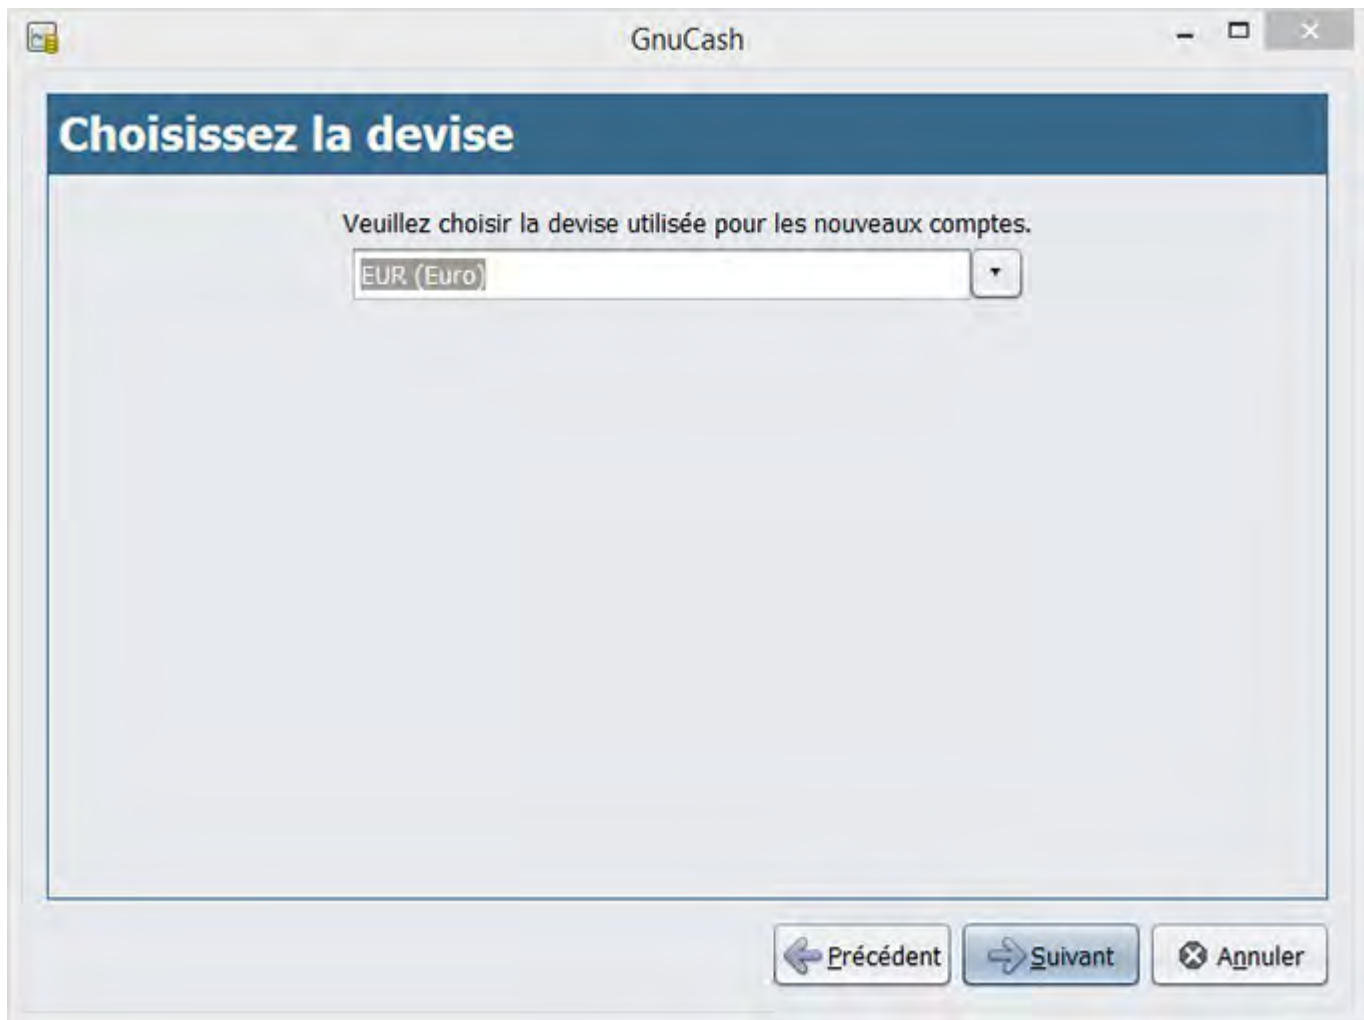 GnuCash
Choisissez la devise
Veuillez choisir la devise utilisée pour les nouveaux comptes.
EUR (Euro)
Précédent
Suivant
Annuler